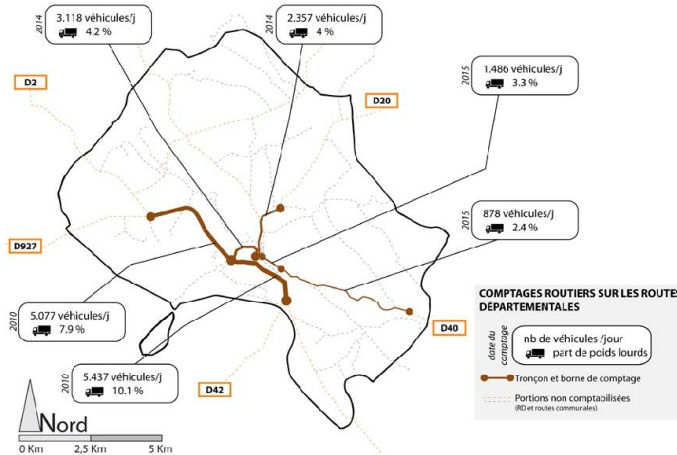 2014
3.118 véhicules/j
4.2 %
2014
2.357 véhicules/j
4 %
2015
1.486 véhicules/j
3.3 %
D2
D20
2015
878 véhicules/j
2.4 %
D927
2010
5.077 véhicules/j
7.9 %
2010
5.437 véhicules/j
10.1 %
D42
D40
COMPTAGES ROUTIERS SUR LES ROUTES
DÉPARTEMENTALES
date du
comptage
nb de véhicules /jour
part de poids lourds
Tronçon et borne de comptage
Portions non comptabilisées
(RD et routes communales)
Nord
0 Km
2,5 Km
5 Km